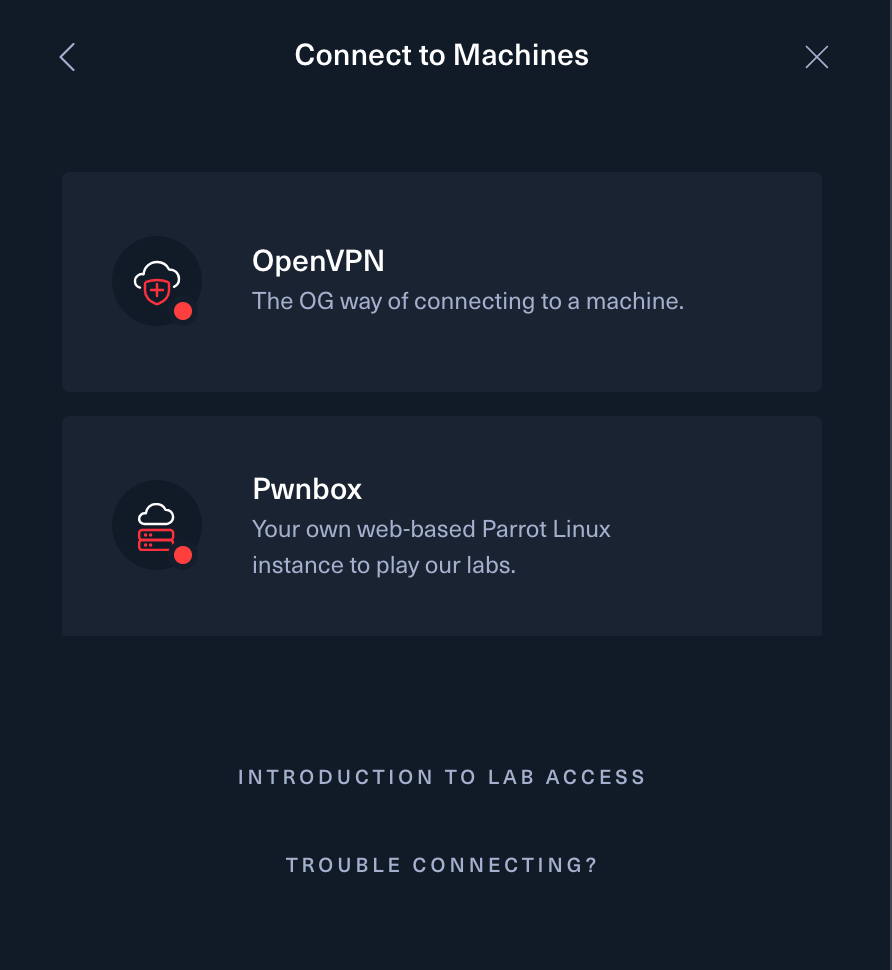 Connect to Machines
OpenVPN
The OG way of connecting to a machine.
Pwnbox
Your own web-based Parrot Linux
instance to play our labs.
INTRODUCTION TO LAB ACCESS
TROUBLE CONNECTING?